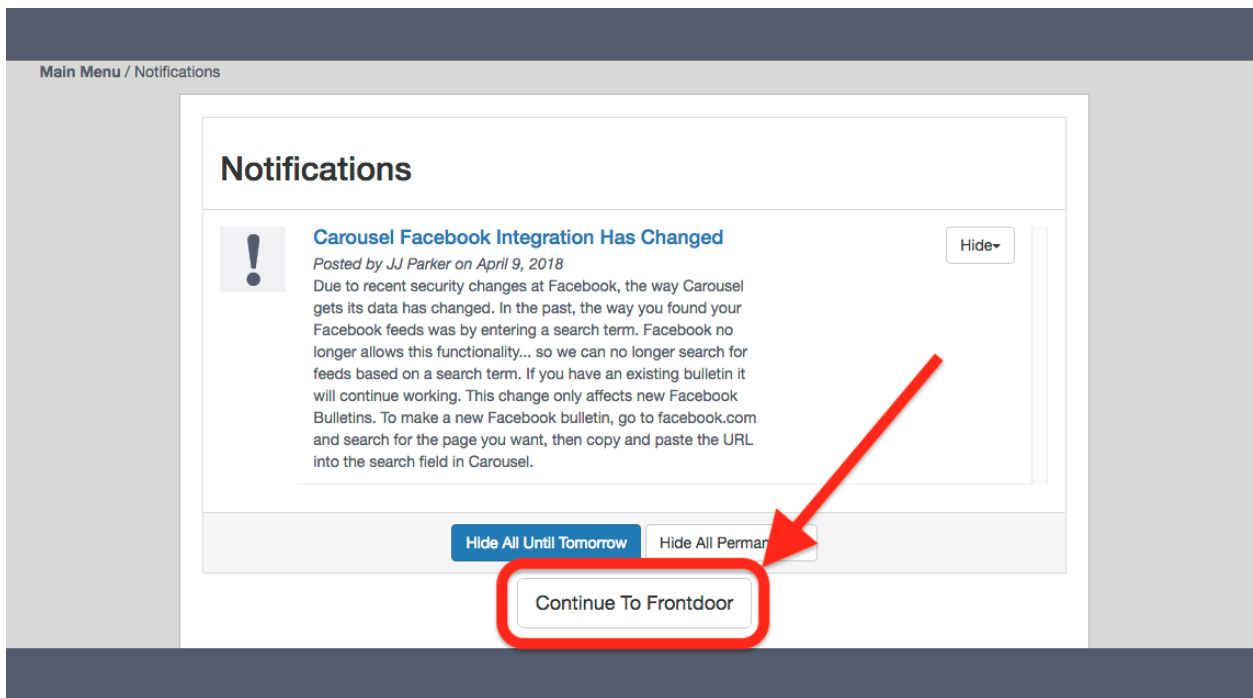 Main Menu / Notifications
Notifications
Carousel Facebook Integration Has Changed
Hide
Posted by JJ Parker on April 9, 2018
Due to recent security changes at Facebook, the way Carousel
gets its data has changed. In the past, the way you found your
Facebook feeds was by entering a search term. Facebook no
longer allows this functionality... so we can no longer search for
feeds based on a search term. If you have an existing bulletin it
will continue working. This change only affects new Facebook
Bulletins. To make a new Facebook bulletin, go to facebook.com
and search for the page you want, then copy and paste the URL
into the search field in Carousel.
Hide All Until Tomorrow
Hide All
Continue To Frontdoor